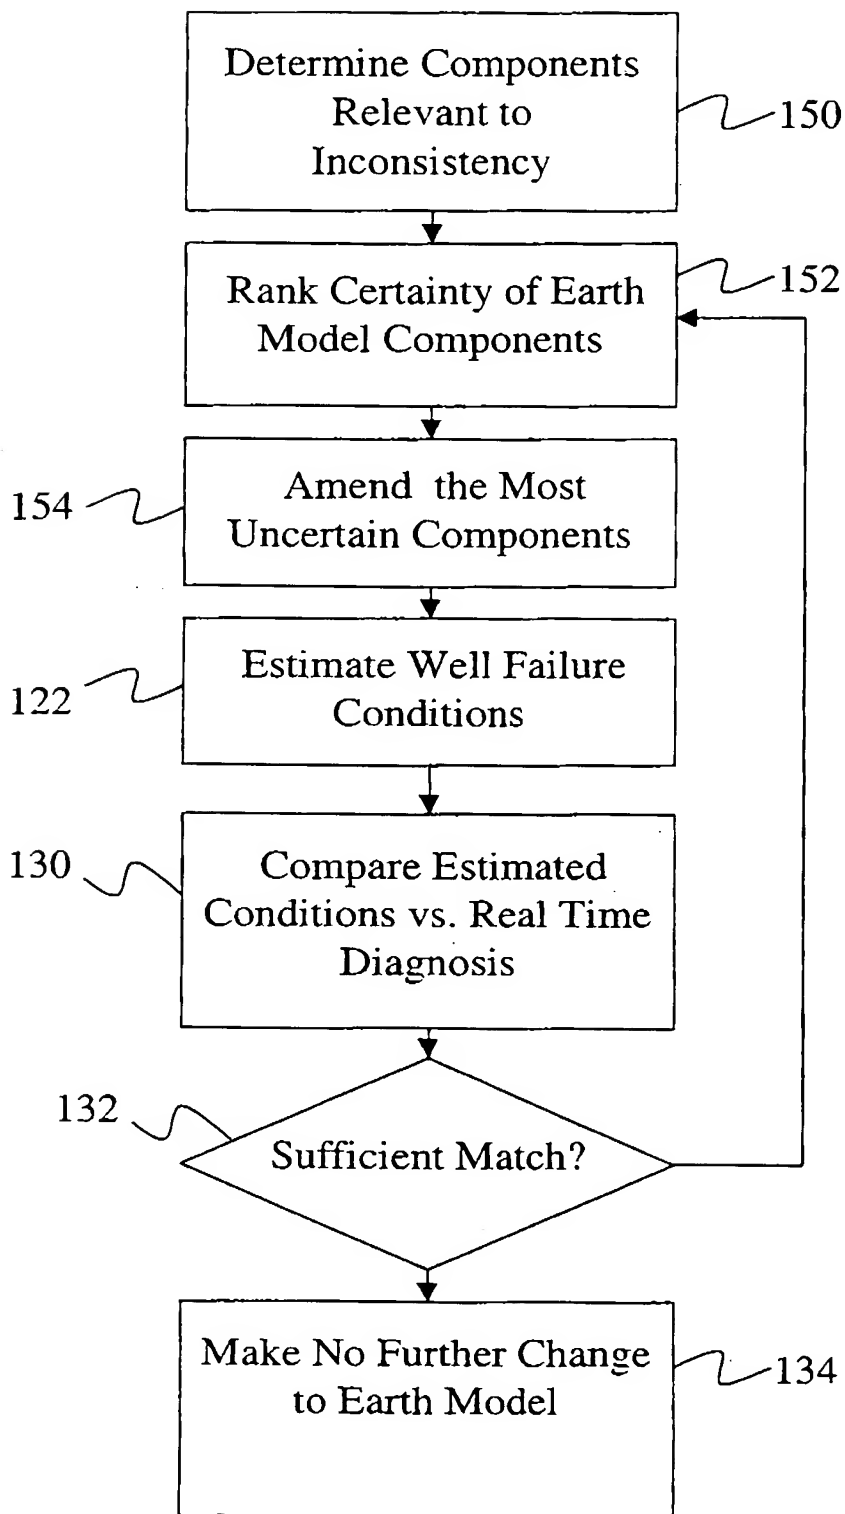 Determine Components
Relevant to
Inconsistency
150
Rank Certainty of Earth
Model Components
152
154
Amend the Most
Uncertain Components
122
Estimate Well Failure
Conditions
130
Compare Estimated
Conditions vs. Real Time
Diagnosis
132
Sufficient Match?
Make No Further Change
to Earth Model
134